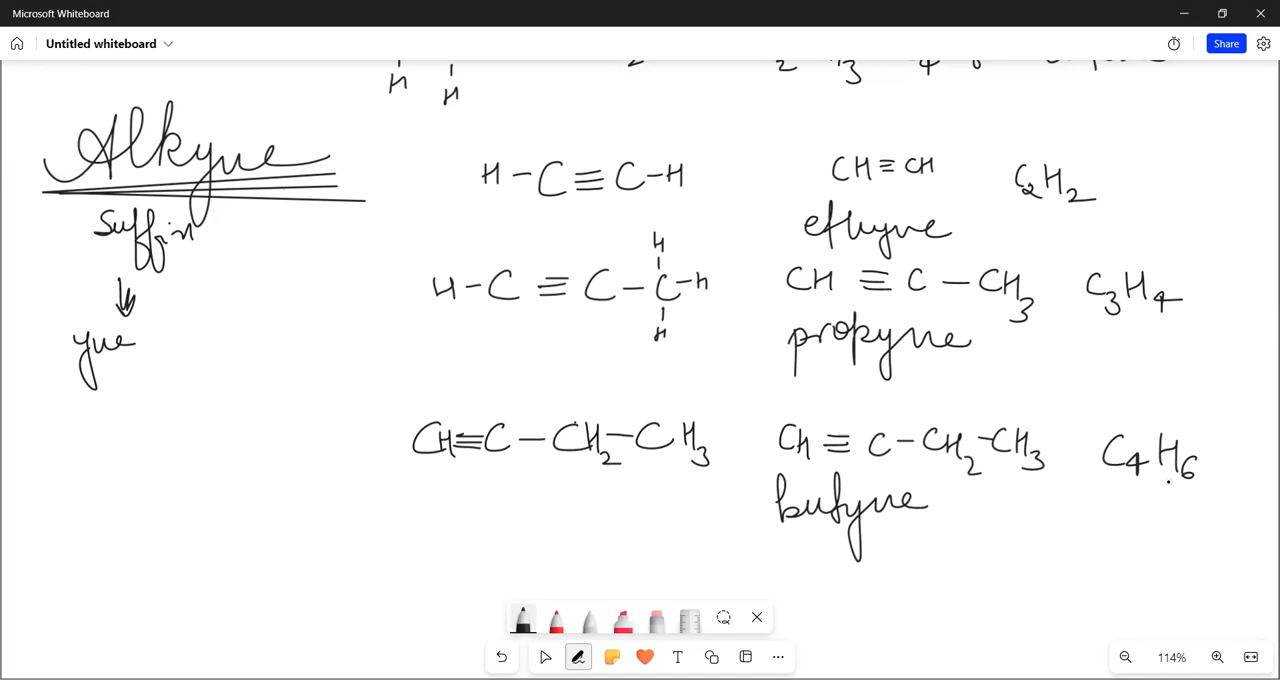 Microsoft Whiteboard
Untitled whiteboard
Share
H H
Alkyne
Suffix
yne
H-C≡C-H CH≡CH C2H2
ethyne
H
H-C≡C-C-H CH≡C-CH3 C3H4
H
propyne
CH≡C-CH2-CH3 CH≡C-CH2-CH3 C4H6
butyne
T
114%